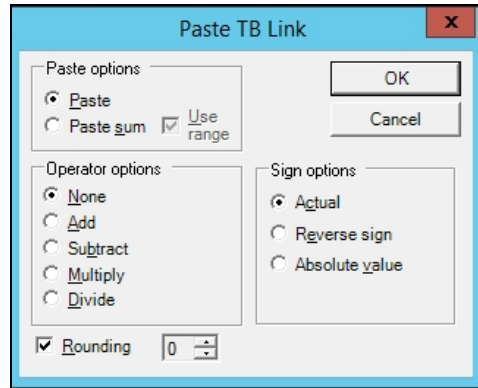 Paste TB Link
x
Paste options
Paste
Paste sum Use range
OK
Cancel
Operator options
None
Add
Subtract
Multiply
Divide
Sign options
Actual
Reverse sign
Absolute value
Rounding 0